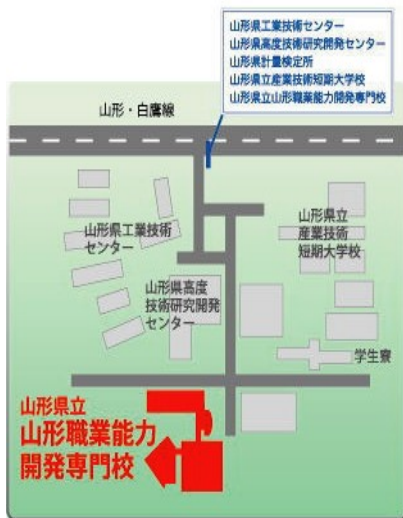 山形県工業技術センター
山形県高度技術研究開発センター
山形県計量検定所
山形県立産業技術短期大学校
山形県立山形職業能力開発専門校
山形・白鷹線
山形県工業技術
センター
山形県立
産業技術
短期大学校
山形県高度
技術研究開発
センター
学生寮
山形県立
山形職業能力
開発専門校